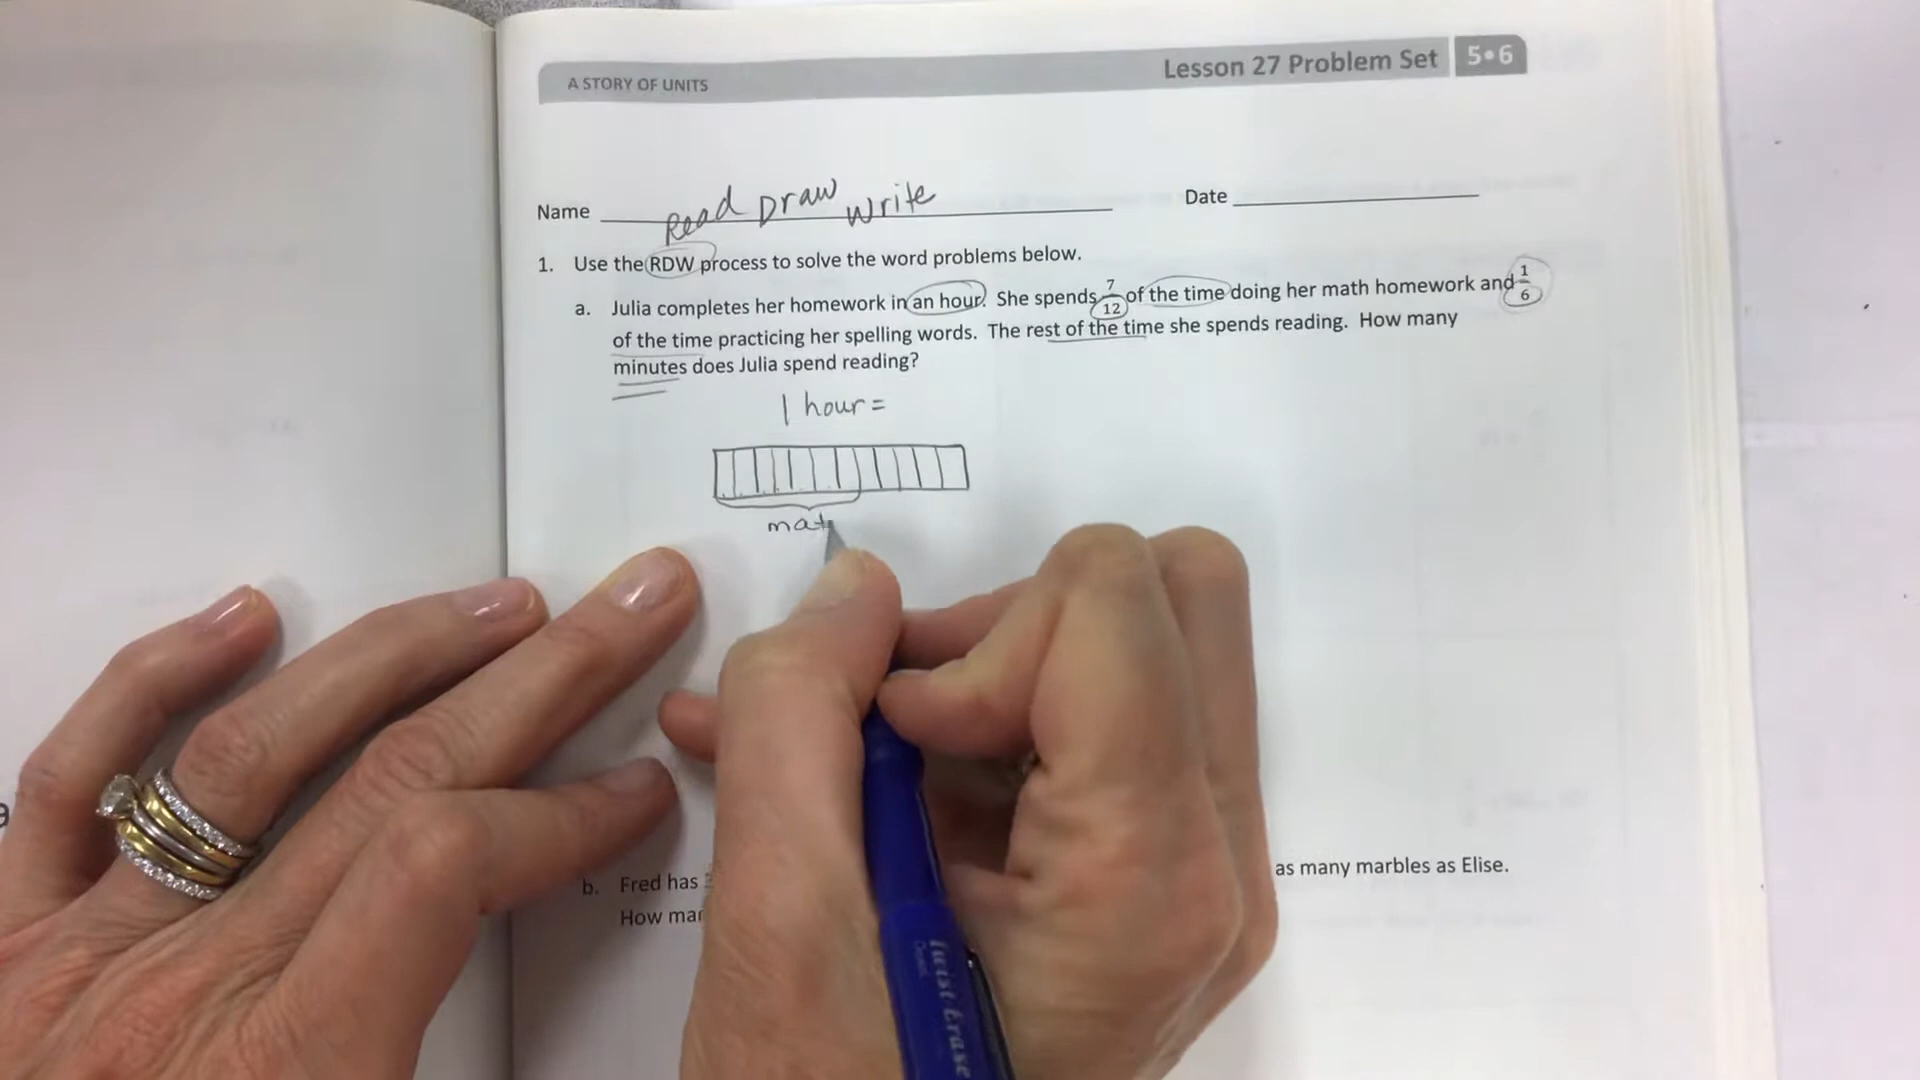 A STORY OF UNITS
Lesson 27 Problem Set 5•6
Name Read Draw Write Date
1. Use the RDW process to solve the word problems below.
a. Julia completes her homework in an hour. She spends 7/12 of the time doing her math homework and 1/6
of the time practicing her spelling words. The rest of the time she spends reading. How many
minutes does Julia spend reading?
1 hour =
mat
b. Fred has as many marbles as Elise.
How
Twist-Erase